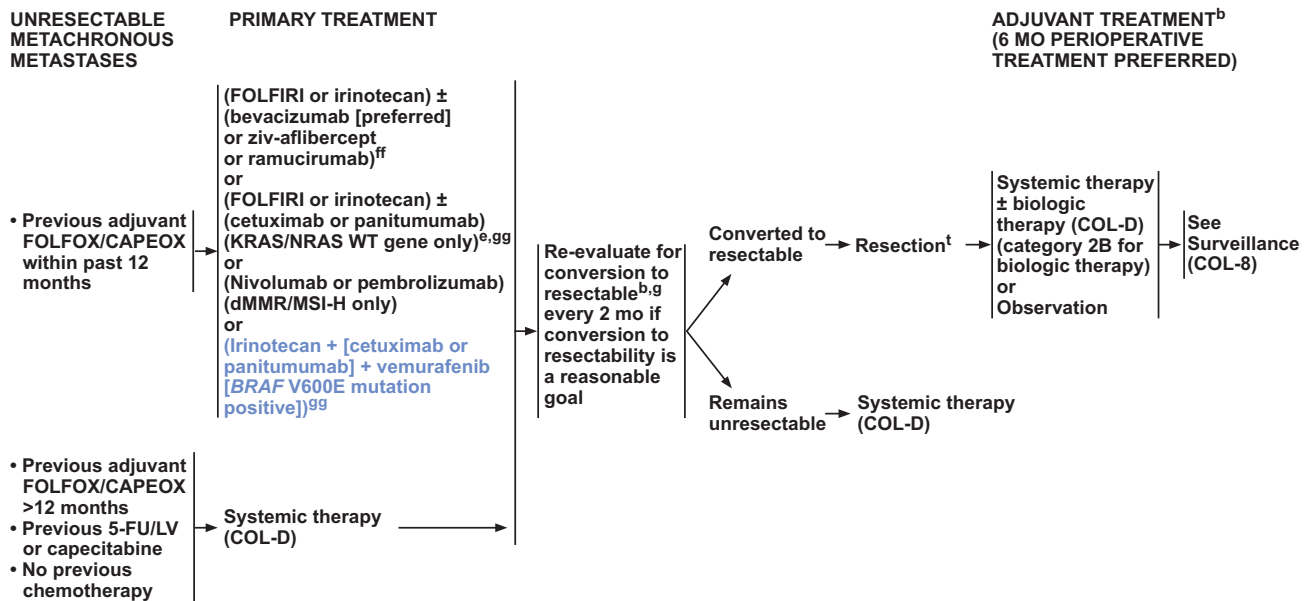 UNRESECTABLE
METACHRONOUS
METASTASES
PRIMARY TREATMENT
ADJUVANT TREATMENTb
(6 MO PERIOPERATIVE
TREATMENT PREFERRED)
• Previous adjuvant
FOLFOX/CAPEOX
within past 12
months
(FOLFIRI or irinotecan) ±
(bevacizumab [preferred]
or ziv-aflibercept
or ramucirumab)ff
or
(FOLFIRI or irinotecan) ±
(cetuximab or panitumumab)
(KRAS/NRAS WT gene only)e,gg
or
(Nivolumab or pembrolizumab)
(dMMR/MSI-H only)
or
(Irinotecan + [cetuximab or
panitumumab] + vemurafenib
[BRAF V600E mutation
positive])gg
• Previous adjuvant
FOLFOX/CAPEOX
>12 months
• Previous 5-FU/LV
or capecitabine
• No previous
chemotherapy
Systemic therapy
(COL-D)
Re-evaluate for
conversion to
resectableb,g
every 2 mo if
conversion to
resectability is
a reasonable
goal
Converted to
resectable
Resectiont
Systemic therapy
± biologic
therapy (COL-D)
(category 2B for
biologic therapy)
or
Observation
See
Surveillance
(COL-8)
Remains
unresectable
Systemic therapy
(COL-D)